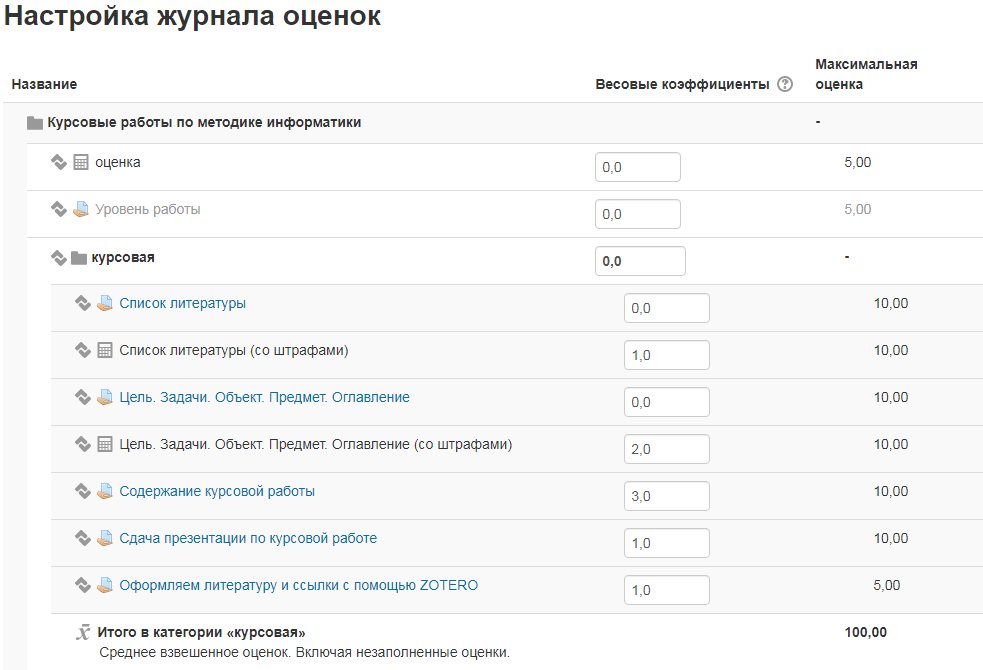 Настройка журнала оценок
Максимальная
Название Весовые коэффициенты ? оценка
Курсовые работы по методике информатики -
оценка 0,0 5,00
Уровень работы 0,0 5,00
курсовая 0,0 -
Список литературы 0,0 10,00
Список литературы (со штрафами) 1,0 10,00
Цель. Задачи. Объект. Предмет. Оглавление 0,0 10,00
Цель. Задачи. Объект. Предмет. Оглавление (со штрафами) 2,0 10,00
Содержание курсовой работы 3,0 10,00
Сдача презентации по курсовой работе 1,0 10,00
Оформляем литературу и ссылки с помощью ZOTERO 1,0 5,00
x̄ Итого в категории «курсовая» 100,00
Среднее взвешенное оценок. Включая незаполненные оценки.